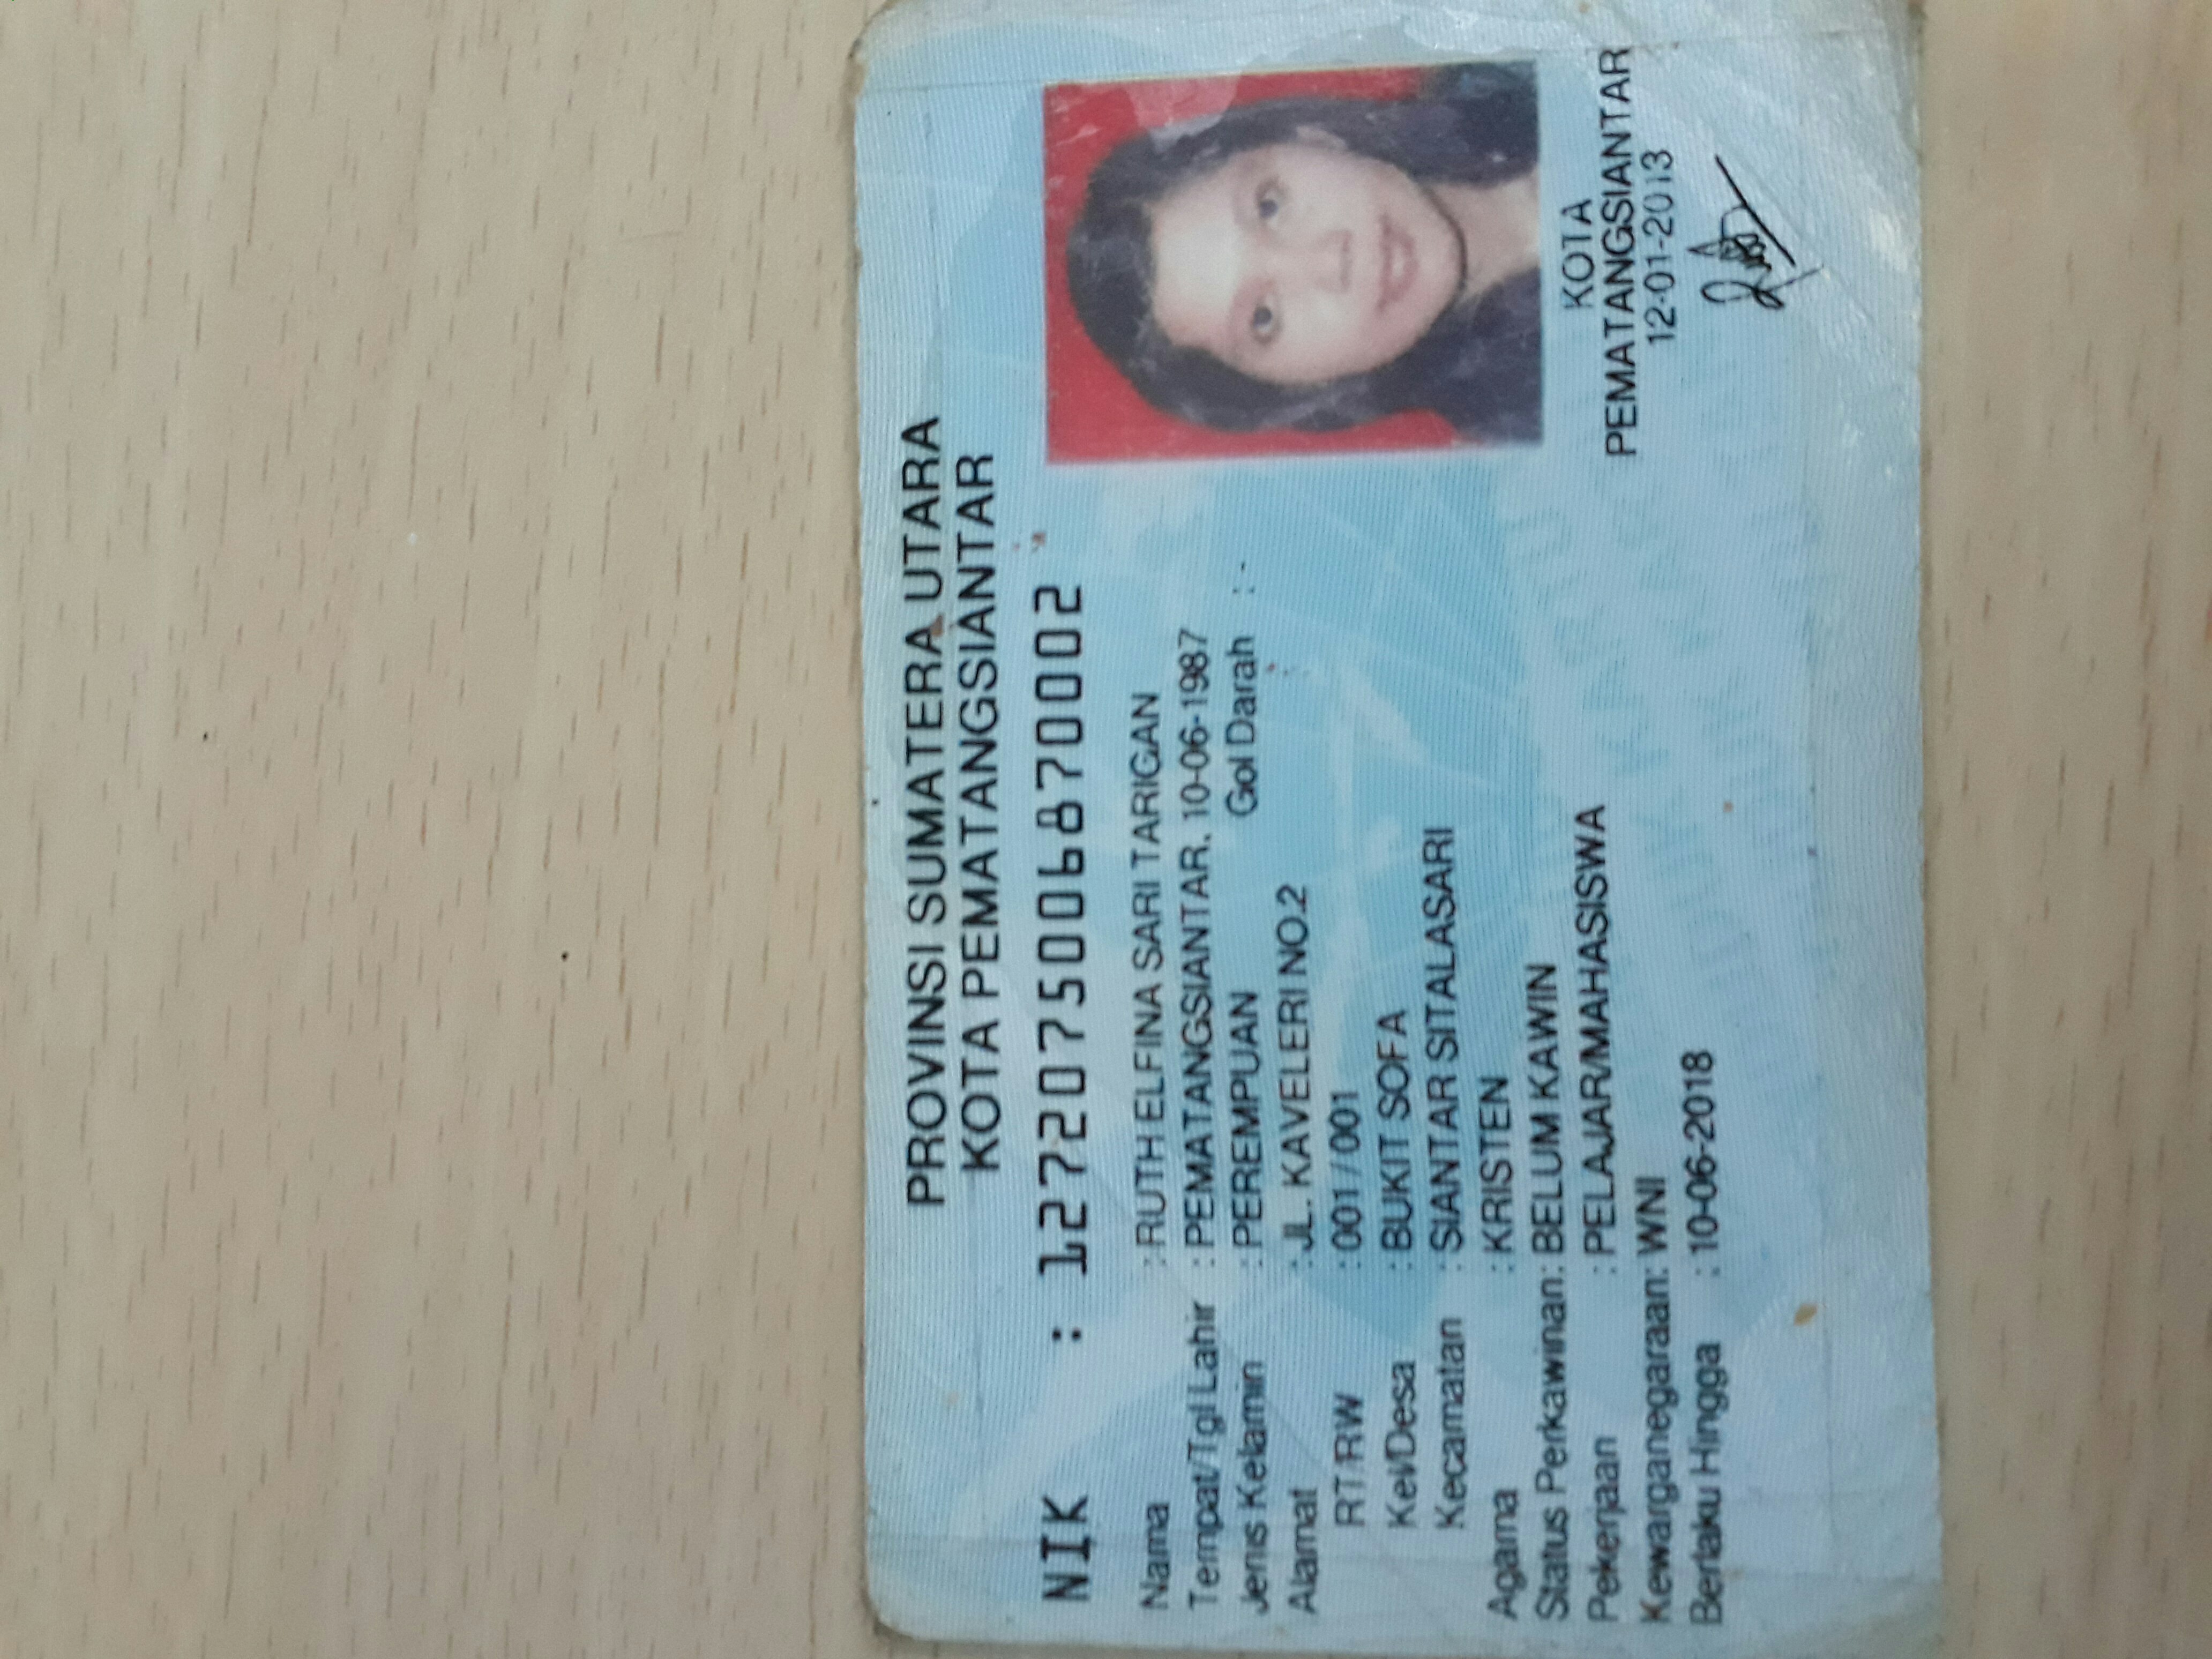 PROVINSI SUMATERA UTARA
KOTA PEMATANGSIANTAR
NIK : 1272075006870002
Nama : RUTH ELFINA SARI TARIGAN
Tempat/Tgl Lahir : PEMATANGSIANTAR, 10-06-1987
Jenis Kelamin : PEREMPUAN Gol Darah : -
Alamat : JL. KAVELERI NO.2
RT/RW : 001 / 001
Kel/Desa : BUKIT SOFA
Kecamatan : SIANTAR SITALASARI
Agama : KRISTEN
Status Perkawinan: BELUM KAWIN
Pekerjaan : PELAJAR/MAHASISWA
Kewarganegaraan: WNI
Berlaku Hingga : 10-06-2018
KOTA
PEMATANGSIANTAR
12-01-2013